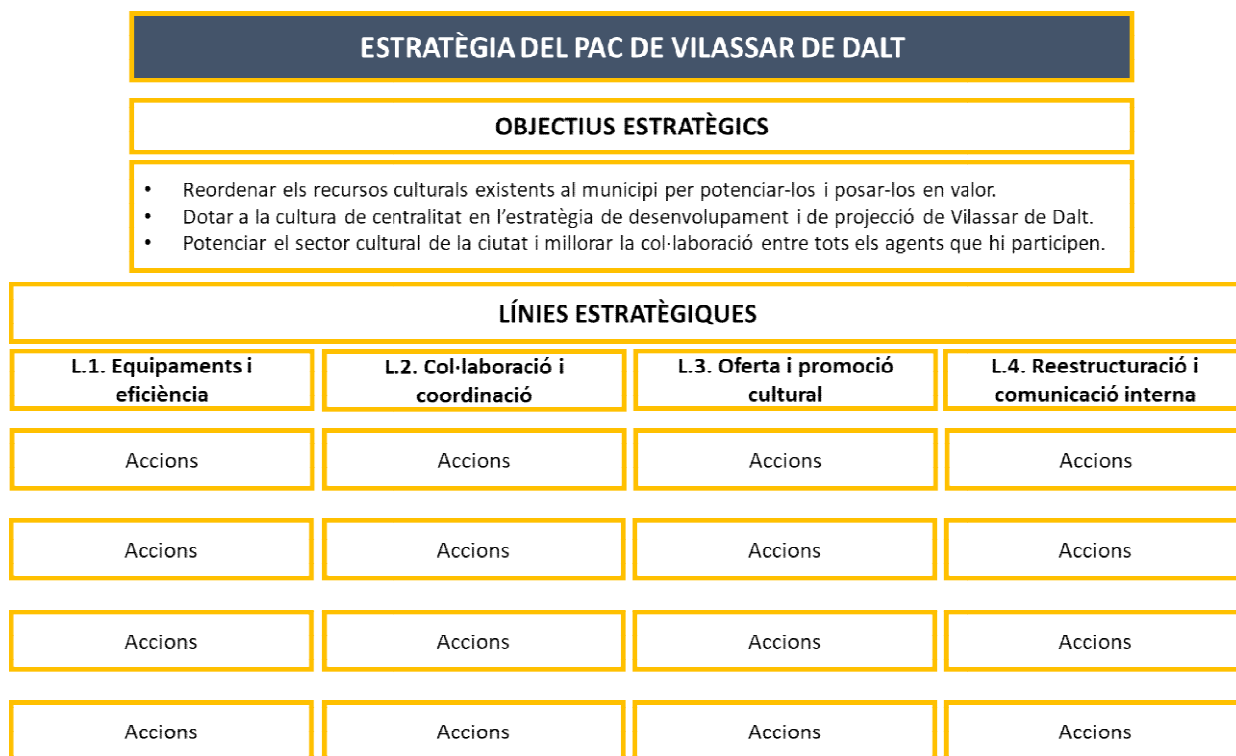 ESTRATÈGIA DEL PAC DE VILASSAR DE DALT
OBJECTIUS ESTRATÈGICS
• Reordenar els recursos culturals existents al municipi per potenciar-los i posar-los en valor.
• Dotar a la cultura de centralitat en l'estratègia de desenvolupament i de projecció de Vilassar de Dalt.
• Potenciar el sector cultural de la ciutat i millorar la col·laboració entre tots els agents que hi participen.
LÍNIES ESTRATÈGIQUES
L.1. Equipaments i
eficiència
L.2. Col·laboració i
coordinació
L.3. Oferta i promoció
cultural
L.4. Reestructuració i
comunicació interna
Accions Accions Accions Accions
Accions Accions Accions Accions
Accions Accions Accions Accions
Accions Accions Accions Accions